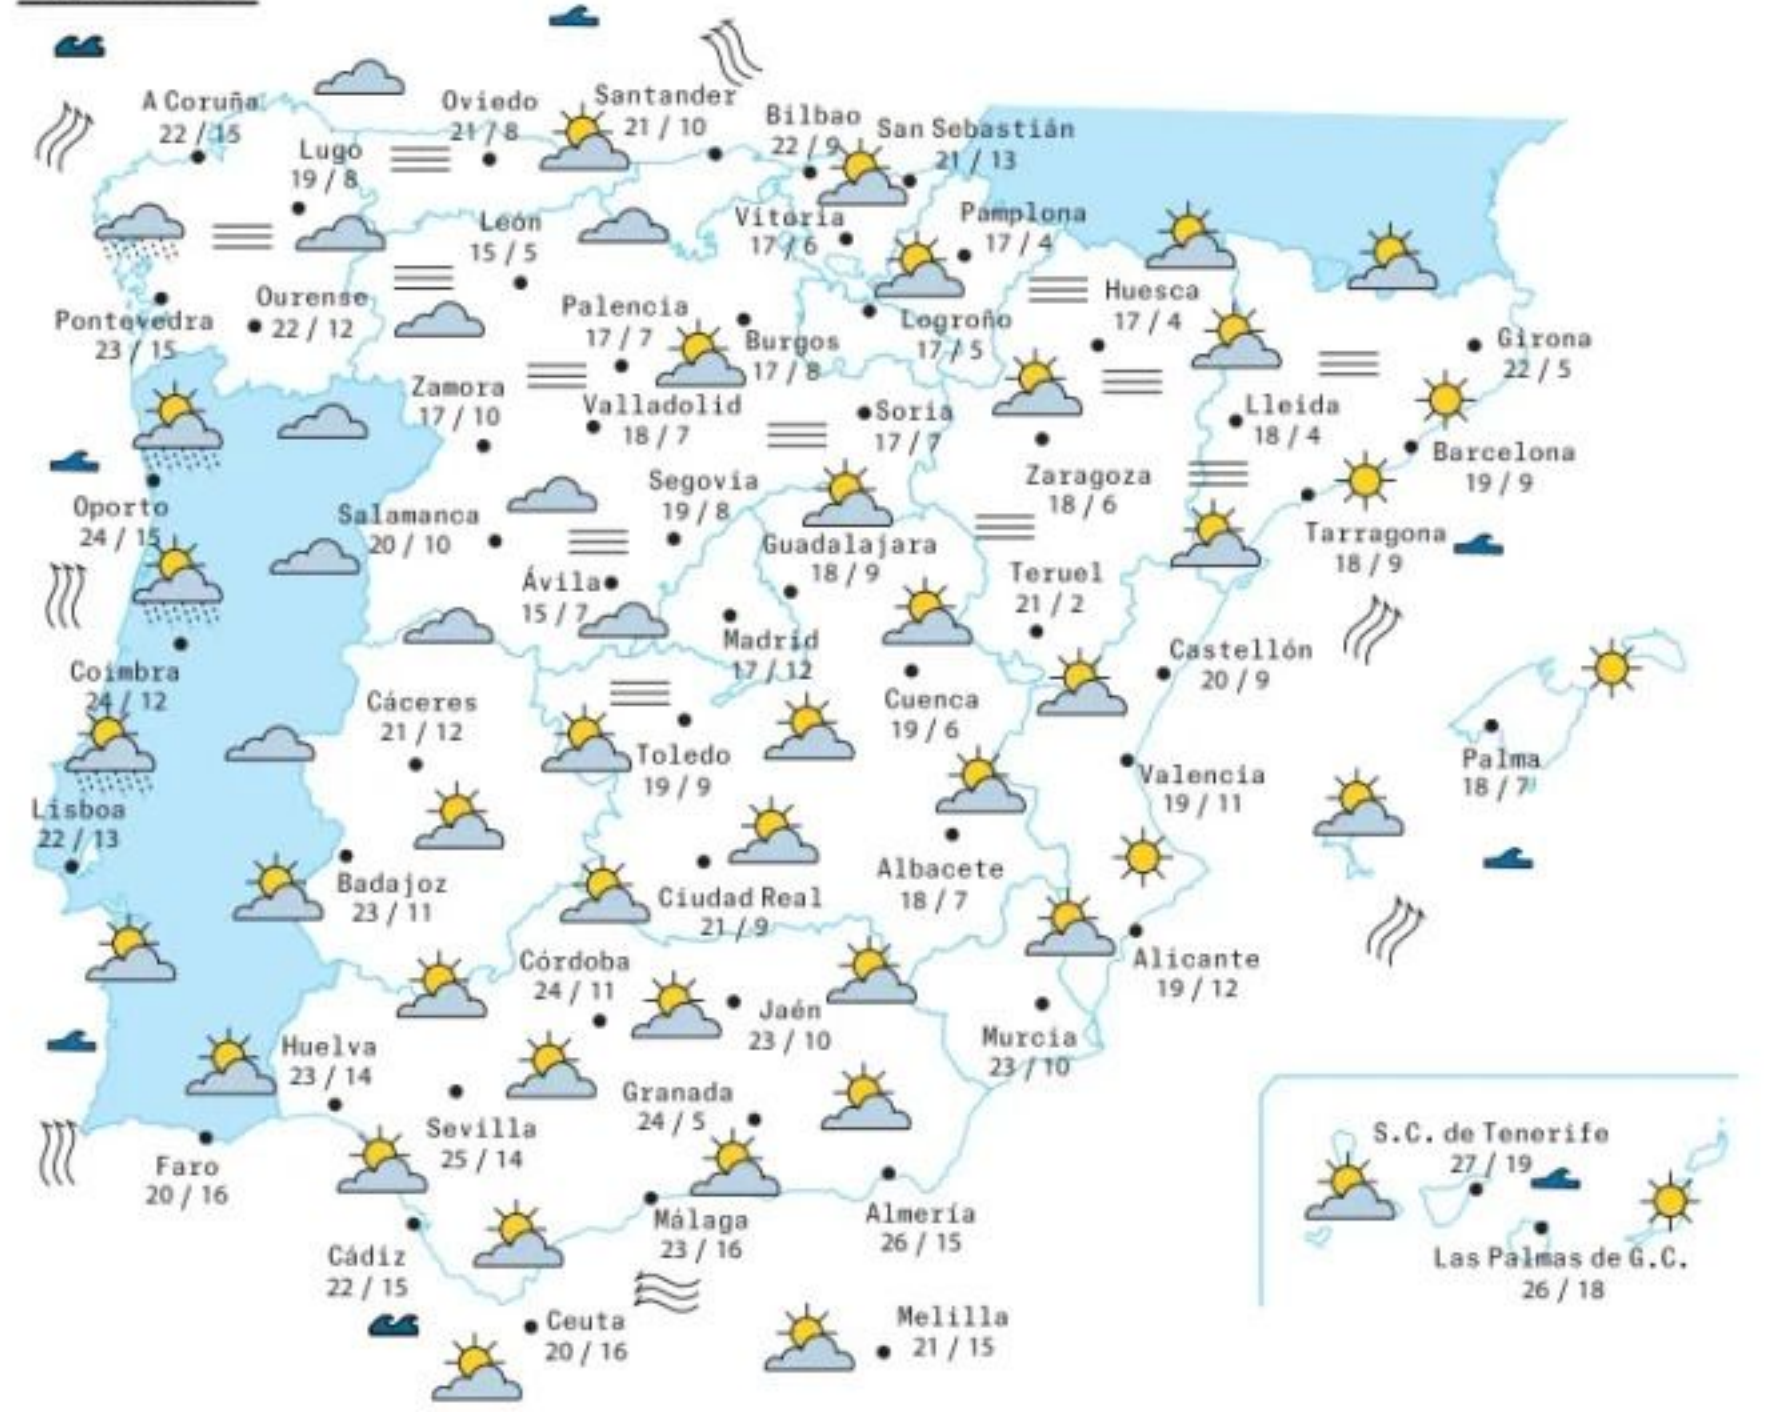 A Coruña
22 / 15
Lugo
19 / 8
Oviedo
21 / 8
Santander
21 / 10
Bilbao
22 / 9
San Sebastián
21 / 13
Vitoria
17 / 6
Pamplona
17 / 4
León
15 / 5
Pontevedra
23 / 15
Ourense
22 / 12
Palencia
17 / 7
Burgos
17 / 8
Logroño
17 / 5
Huesca
17 / 4
Girona
22 / 5
Zamora
17 / 10
Valladolid
18 / 7
Soria
17 / 7
Lleida
18 / 4
Barcelona
19 / 9
Zaragoza
18 / 6
Tarragona
18 / 9
Oporto
24 / 15
Salamanca
20 / 10
Segovia
19 / 8
Guadalajara
18 / 9
Ávila
15 / 7
Teruel
21 / 2
Madrid
17 / 12
Castellón
20 / 9
Coimbra
24 / 12
Cáceres
21 / 12
Cuenca
19 / 6
Toledo
19 / 9
Valencia
19 / 11
Palma
18 / 7
Lisboa
22 / 13
Badajoz
23 / 11
Ciudad Real
21 / 9
Albacete
18 / 7
Alicante
19 / 12
Córdoba
24 / 11
Jaén
23 / 10
Murcia
23 / 10
Huelva
23 / 14
Sevilla
25 / 14
Granada
24 / 5
Faro
20 / 16
Málaga
23 / 16
Almería
26 / 15
Cádiz
22 / 15
Ceuta
20 / 16
Melilla
21 / 15
S.C. de Tenerife
27 / 19
Las Palmas de G.C.
26 / 18